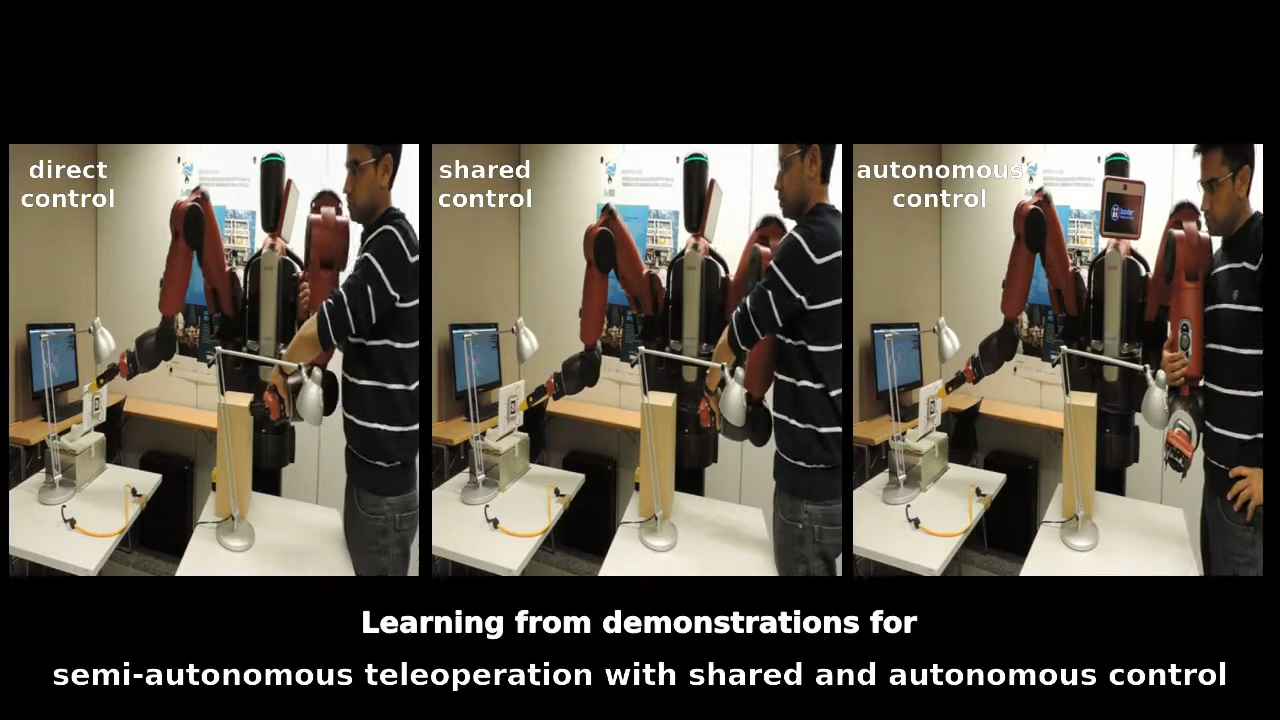 direct
control
shared
control
autonomous
control
Learning from demonstrations for
semi-autonomous teleoperation with shared and autonomous control